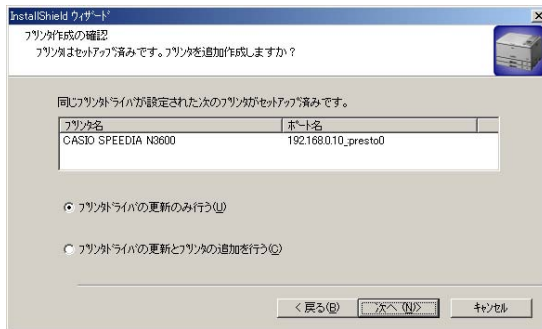 InstallShield ウィザード
プリンタ作成の確認
プリンタはセットアップ済みです。プリンタを追加作成しますか？
同じプリンタドライバが設定された次のプリンタがセットアップ済みです。
プリンタ名 ポート名
CASIO SPEEDIA N3600 192.168.0.10_:presto0
プリンタドライバの更新のみ行う(U)
プリンタドライバの更新とプリンタの追加を行う(C)
< 戻る(B) 次へ (N)> キャンセル